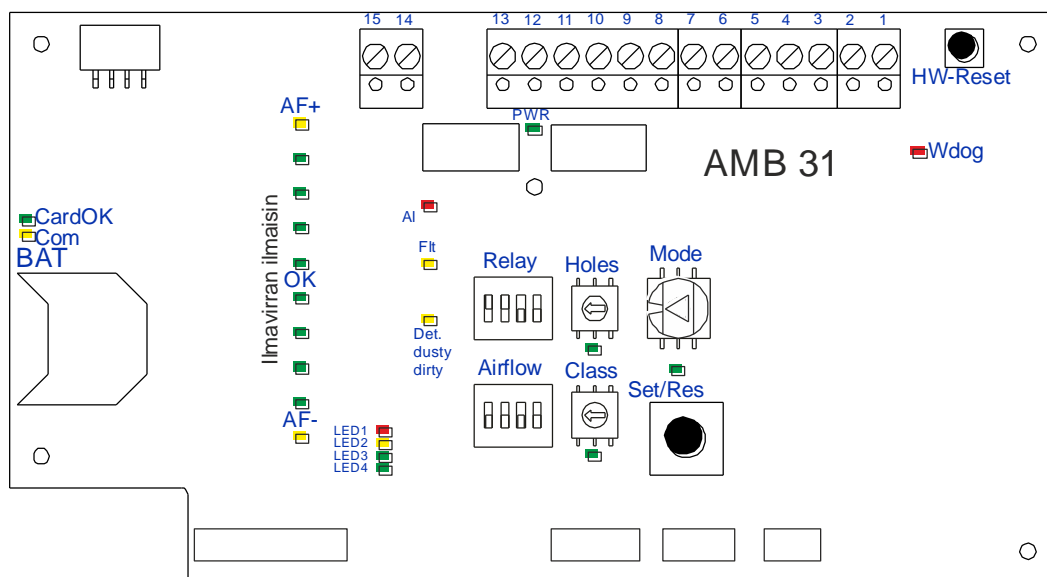 15 14 13 12 11 10 9 8 7 6 5 4 3 2 1
HW-Reset
AF+
PWR
AMB 31
Wdog
Al
CardOK
Com
BAT
Ilmavirran ilmaisin
OK
Flt
Relay
Holes
Mode
Det.
dusty
dirty
Airflow
Class
Set/Res
AF-
LED1
LED2
LED3
LED4